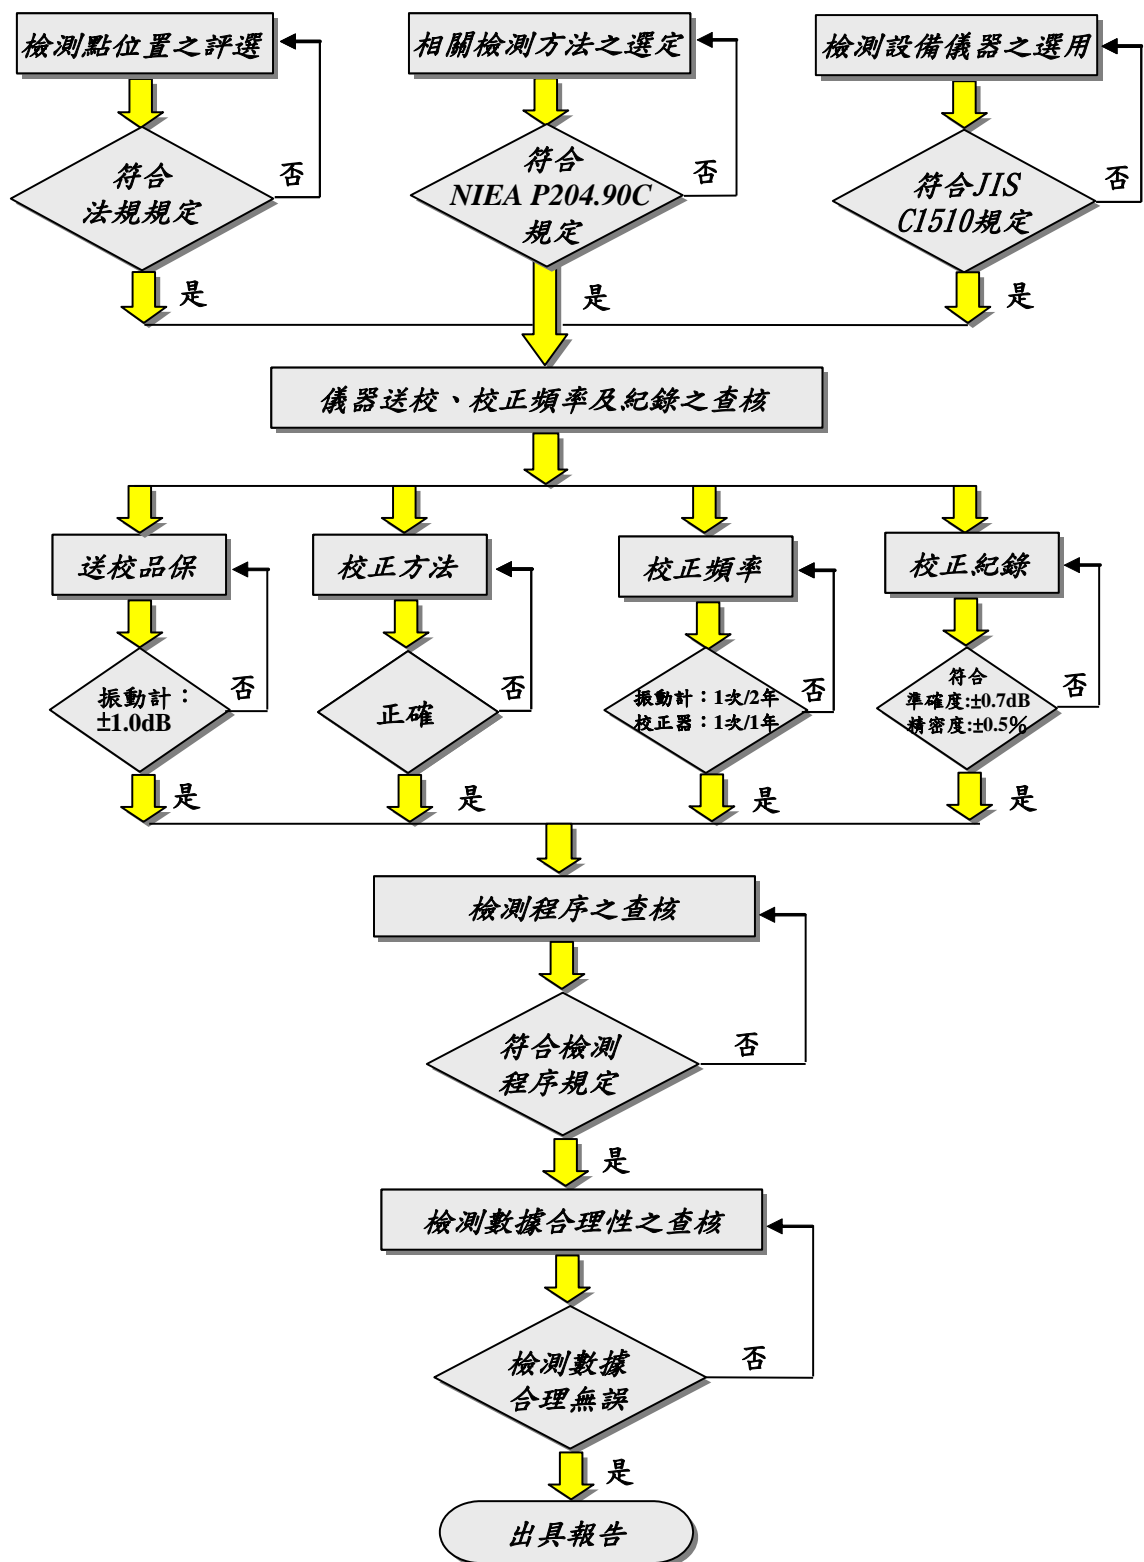 檢測點位置之評選
相關檢測方法之選定
檢測設備儀器之選用
符合
法規規定
否
符合
NIEA P204.90C
規定
否
符合JIS
C1510規定
否
是
是
是
儀器送校、校正頻率及紀錄之查核
送校品保
校正方法
校正頻率
校正紀錄
振動計：
±1.0dB
否
正確
否
振動計：1次/2年
校正器：1次/1年
否
符合
準確度:±0.7dB
精密度:±0.5%
否
是
是
是
是
檢測程序之查核
符合檢測
程序規定
否
是
檢測數據合理性之查核
檢測數據
合理無誤
否
是
出具報告